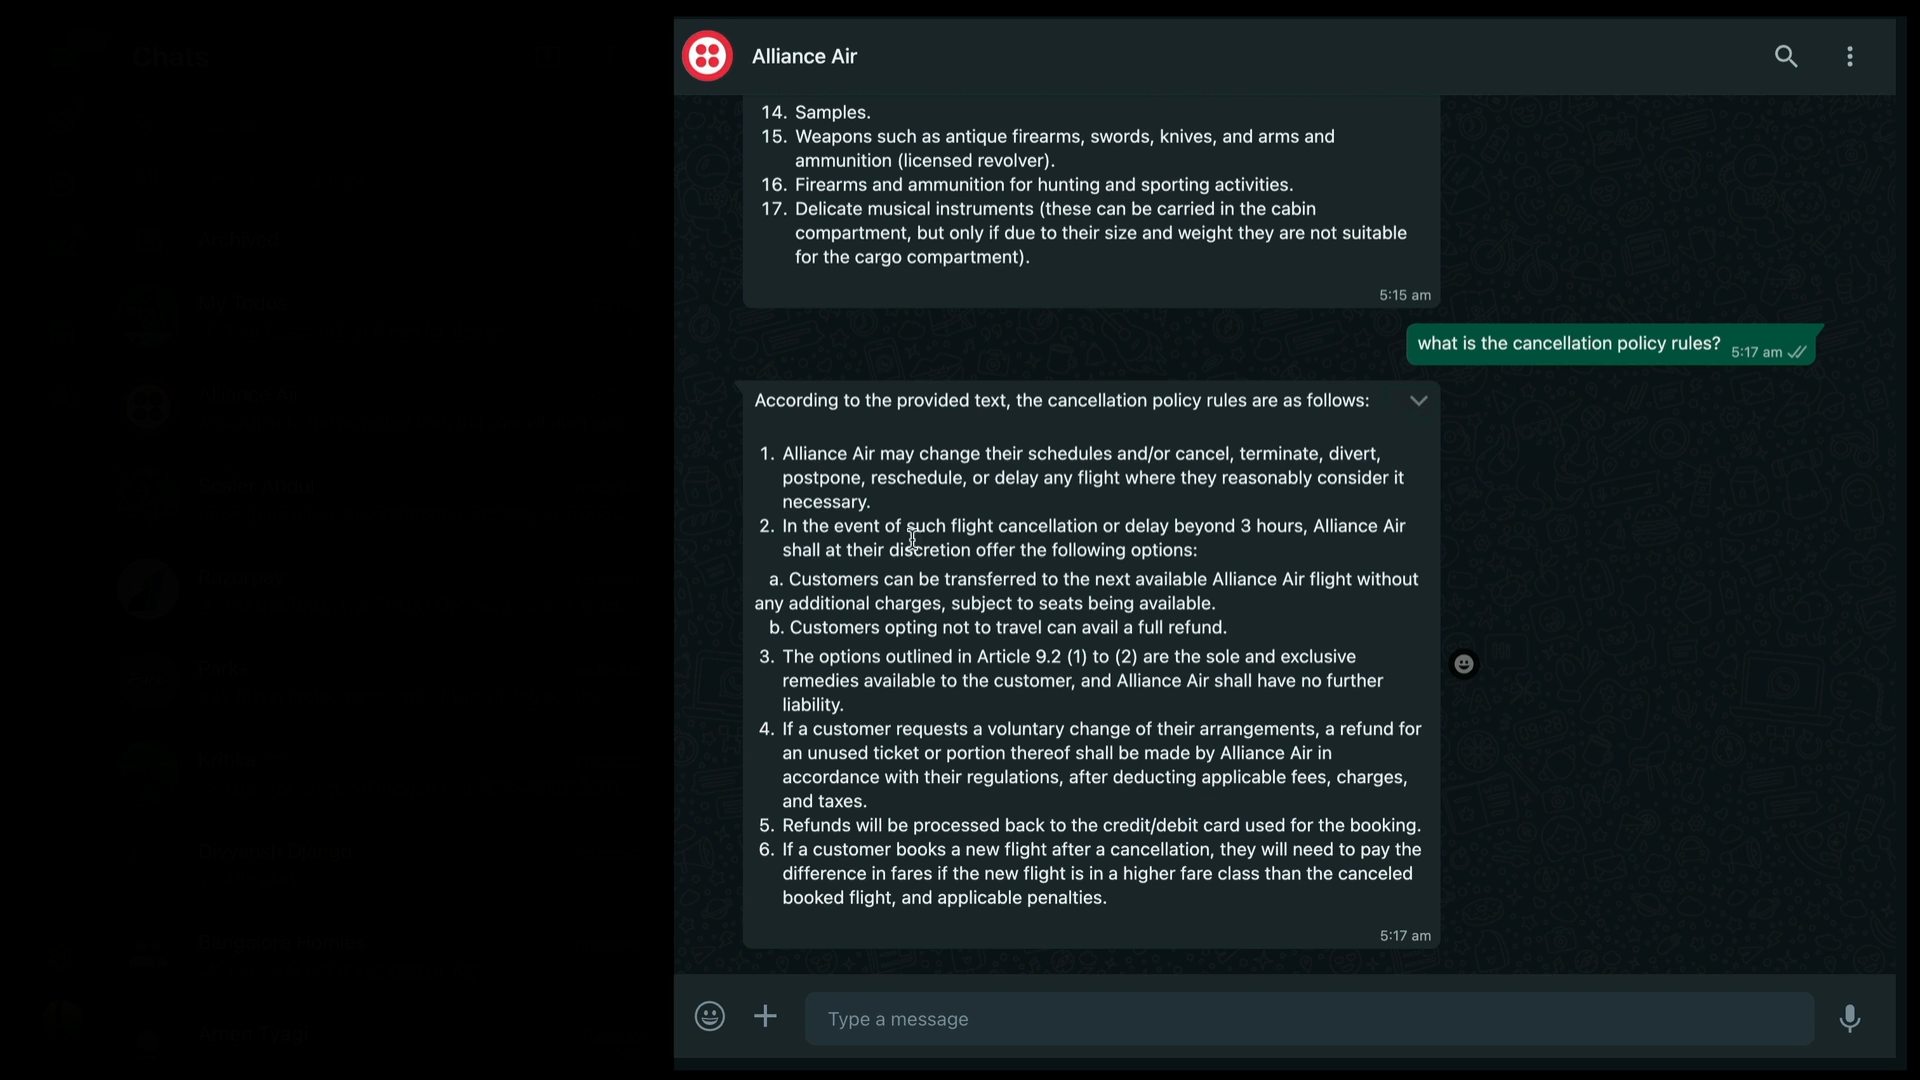 Chats
Alliance Air
14. Samples.
15. Weapons such as antique firearms, swords, knives, and arms and
ammunition (licensed revolver).
16. Firearms and ammunition for hunting and sporting activities.
17. Delicate musical instruments (these can be carried in the cabin
compartment, but only if due to their size and weight they are not suitable
for the cargo compartment).
5:15 am
what is the cancellation policy rules? 5:17 am
According to the provided text, the cancellation policy rules are as follows:
1. Alliance Air may change their schedules and/or cancel, terminate, divert,
postpone, reschedule, or delay any flight where they reasonably consider it
necessary.
2. In the event of such flight cancellation or delay beyond 3 hours, Alliance Air
shall at their discretion offer the following options:
a. Customers can be transferred to the next available Alliance Air flight without
any additional charges, subject to seats being available.
b. Customers opting not to travel can avail a full refund.
3. The options outlined in Article 9.2 (1) to (2) are the sole and exclusive
remedies available to the customer, and Alliance Air shall have no further
liability.
4. If a customer requests a voluntary change of their arrangements, a refund for
an unused ticket or portion thereof shall be made by Alliance Air in
accordance with their regulations, after deducting applicable fees, charges,
and taxes.
5. Refunds will be processed back to the credit/debit card used for the booking.
6. If a customer books a new flight after a cancellation, they will need to pay the
difference in fares if the new flight is in a higher fare class than the canceled
booked flight, and applicable penalties.
5:17 am
Type a message